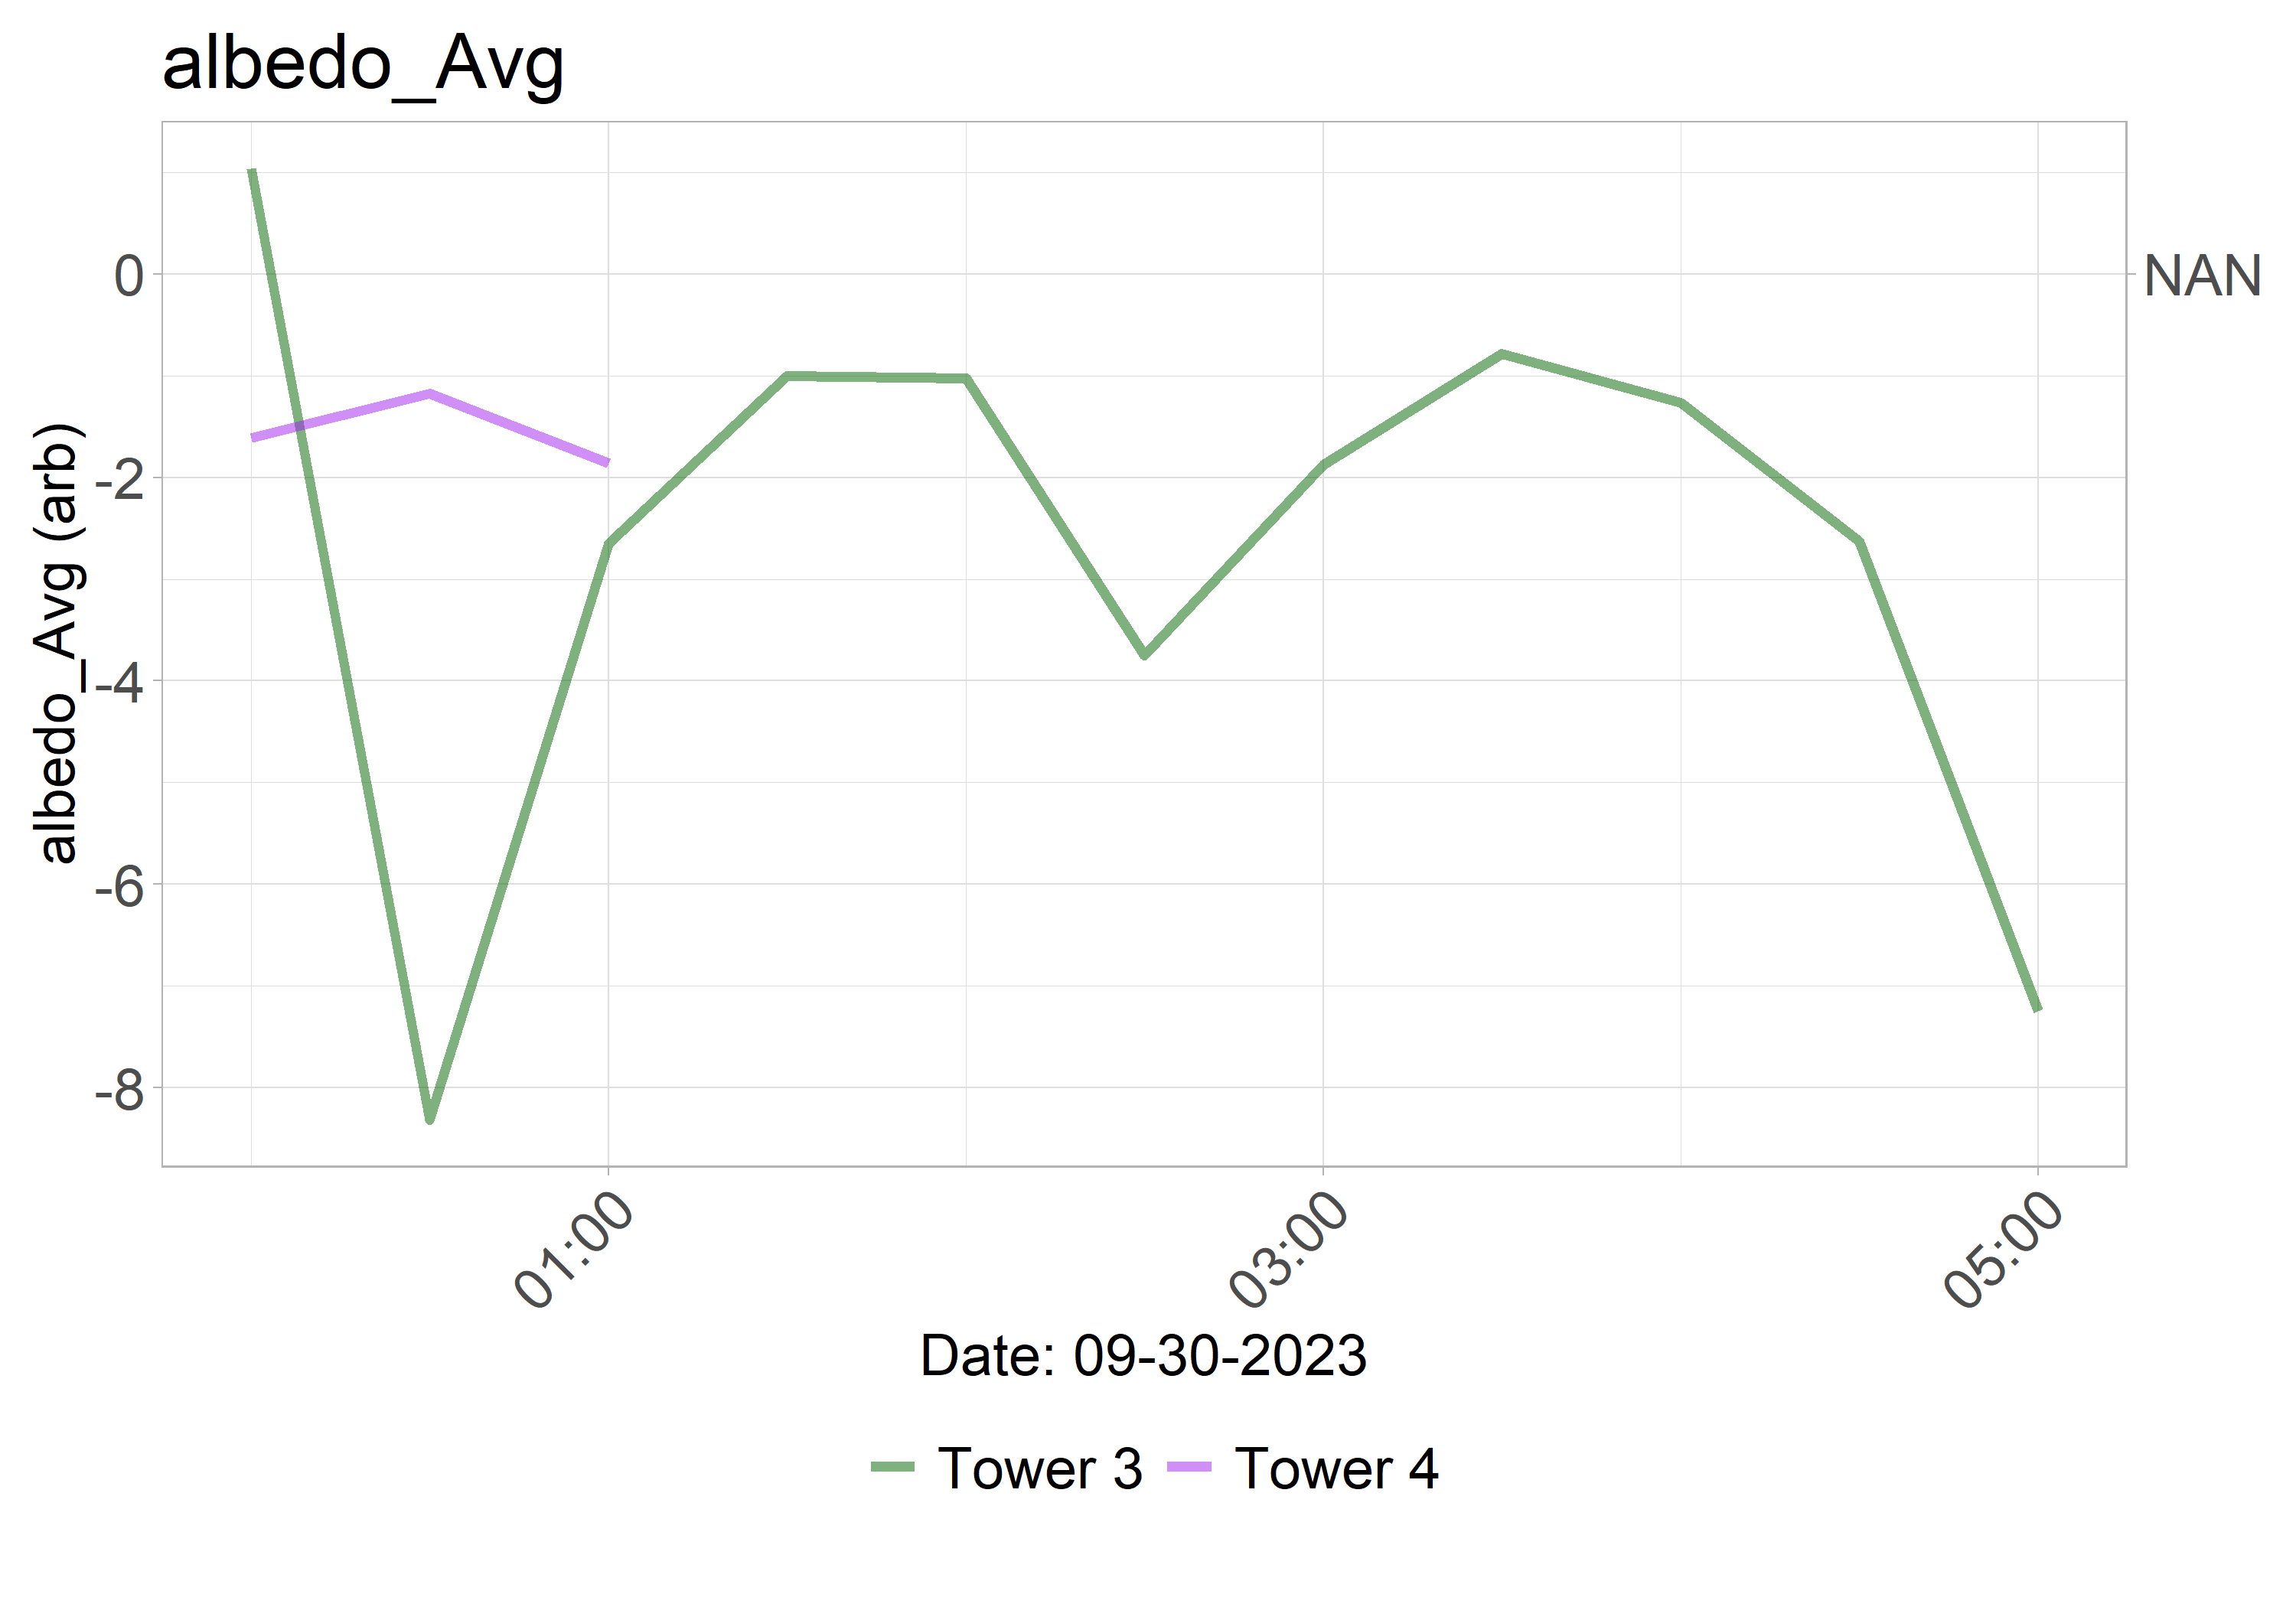 albedo_Avg
albedo_Avg (arb)
0
-2
-4
-6
-8
NAN
01:00
03:00
05:00
Date: 09-30-2023
Tower 3
Tower 4